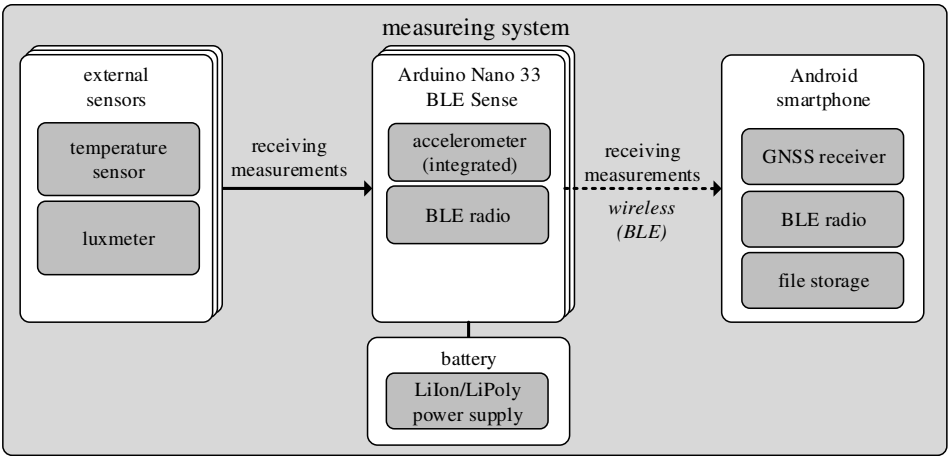 measureing system
external
sensors
temperature
sensor
luxmeter
receiving
measurements
Arduino Nano 33
BLE Sense
accelerometer
(integrated)
BLE radio
receiving
measurements
wireless
(BLE)
Android
smartphone
GNSS receiver
BLE radio
file storage
battery
LiIon/LiPoly
power supply